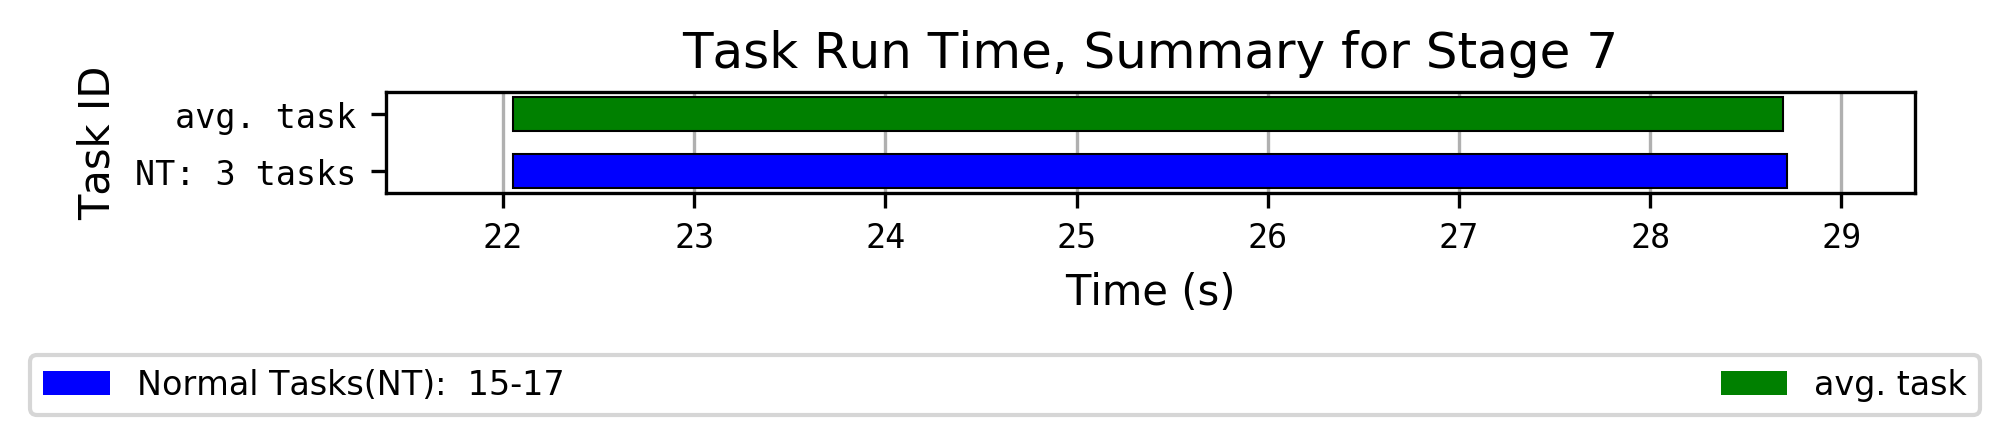 Task Run Time, Summary for Stage 7
Task ID
avg. task
NT: 3 tasks
22 23 24 25 26 27 28 29
Time (s)
Normal Tasks(NT):  15-17
avg. task